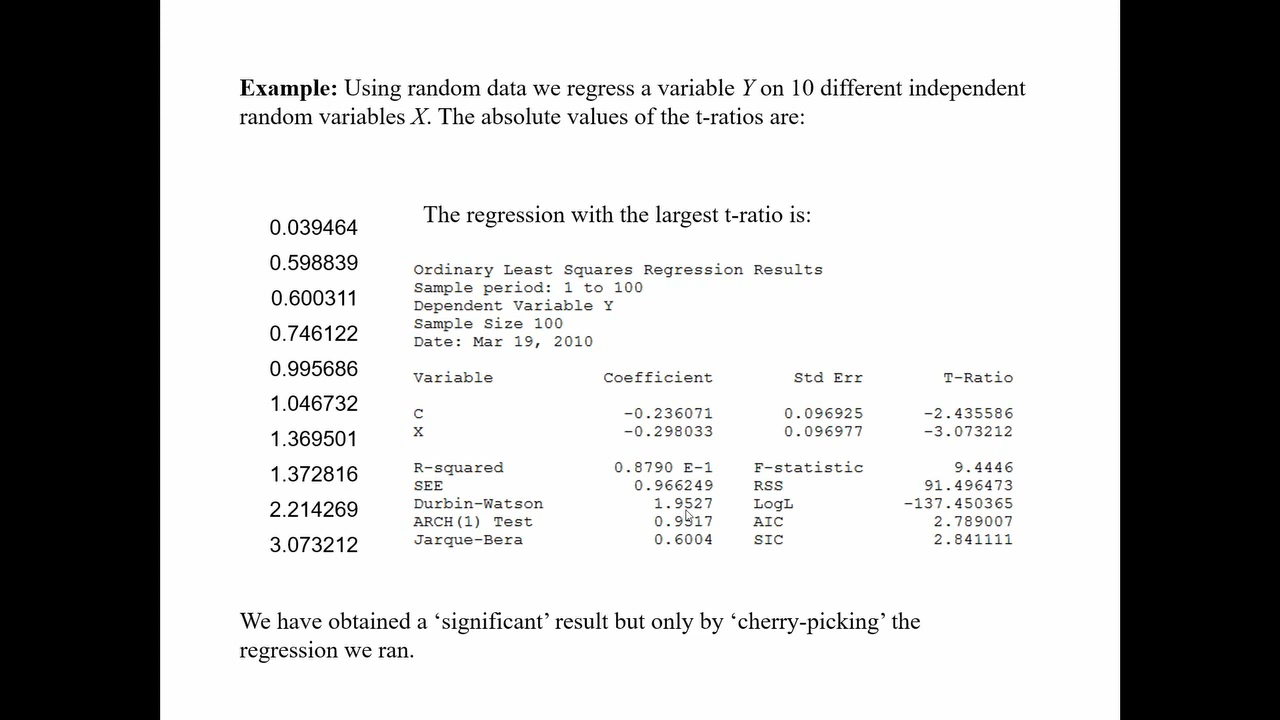 Example: Using random data we regress a variable Y on 10 different independent
random variables X. The absolute values of the t-ratios are:
0.039464
0.598839
0.600311
0.746122
0.995686
1.046732
1.369501
1.372816
2.214269
3.073212
The regression with the largest t-ratio is:
Ordinary Least Squares Regression Results
Sample period: 1 to 100
Dependent Variable Y
Sample Size 100
Date: Mar 19, 2010
Variable Coefficient Std Err T-Ratio
C -0.236071 0.096925 -2.435586
X -0.298033 0.096977 -3.073212
R-squared 0.8790 E-1 F-statistic 9.4446
SEE 0.966249 RSS 91.496473
Durbin-Watson 1.9527 LogL -137.450365
ARCH(1) Test 0.9917 AIC 2.789007
Jarque-Bera 0.6004 SIC 2.841111
We have obtained a ‘significant’ result but only by ‘cherry-picking’ the
regression we ran.